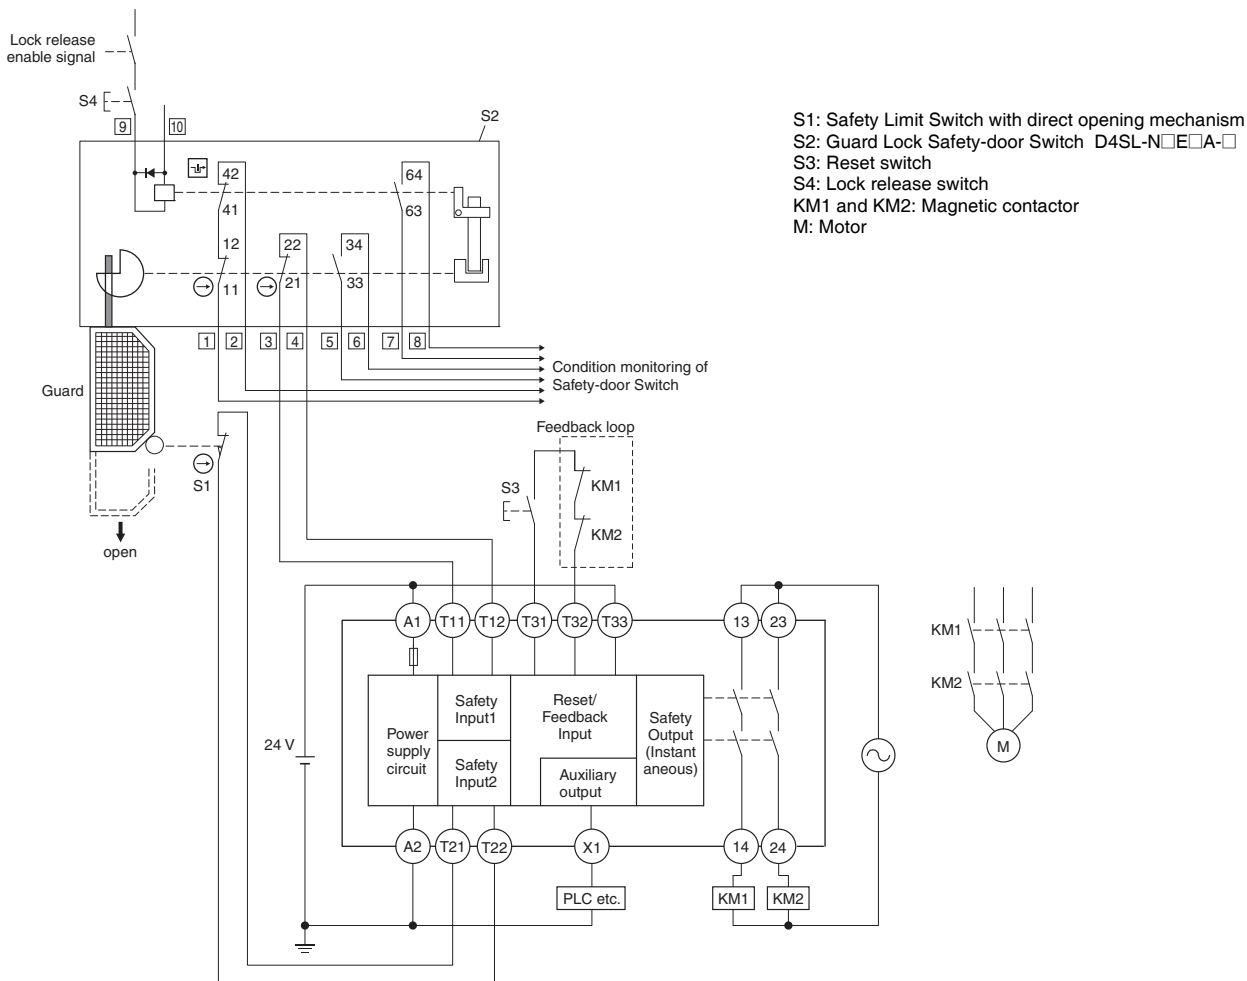 Lock release
enable signal
S4
9
10
S2
S1: Safety Limit Switch with direct opening mechanism
S2: Guard Lock Safety-door Switch D4SL-N□E□A-□
S3: Reset switch
S4: Lock release switch
KM1 and KM2: Magnetic contactor
M: Motor
42
64
41
63
12
22
34
11
21
33
1
2
3
4
5
6
7
8
Condition monitoring of
Safety-door Switch
Guard
S1
open
Feedback loop
S3
KM1
KM2
A1
T11
T12
T31
T32
T33
13
23
KM1
KM2
M
24 V
Power
supply
circuit
Safety
Input1
Safety
Input2
Reset/
Feedback
Input
Auxiliary
output
Safety
Output
(Instant
aneous)
A2
T21
T22
X1
14
24
PLC etc.
KM1
KM2